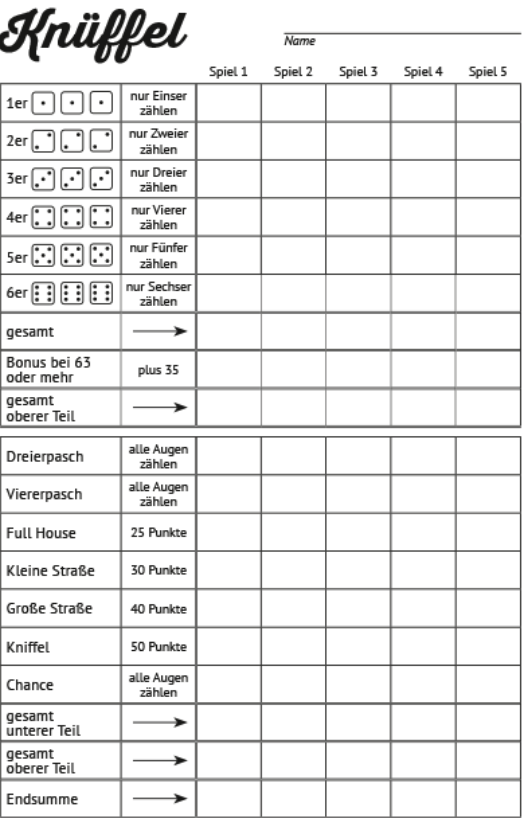 Knüffel
Name
Spiel 1 Spiel 2 Spiel 3 Spiel 4 Spiel 5
1er nur Einser
zählen
2er nur Zweier
zählen
3er nur Dreier
zählen
4er nur Vierer
zählen
5er nur Fünfer
zählen
6er nur Sechser
zählen
gesamt
Bonus bei 63
oder mehr
plus 35
gesamt
oberer Teil
Dreierpasch
alle Augen
zählen
Viererpasch
alle Augen
zählen
Full House 25 Punkte
Kleine Straße 30 Punkte
Große Straße 40 Punkte
Kniffel 50 Punkte
Chance
alle Augen
zählen
gesamt
unterer Teil
gesamt
oberer Teil
Endsumme